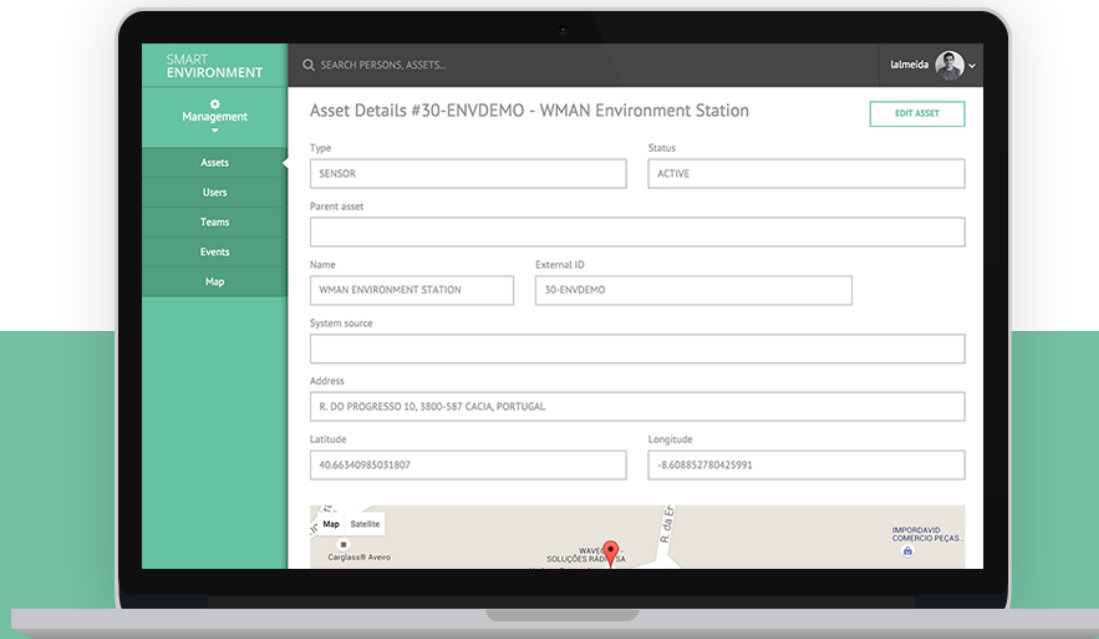 SMART
ENVIRONMENT
SEARCH PERSONS, ASSETS...
lalmeida
Management
Assets
Users
Teams
Events
Map
Asset Details #30-ENVDEMO - WMAN Environment Station
EDIT ASSET
Type
Status
SENSOR
ACTIVE
Parent asset
Name
External ID
WMAN ENVIRONMENT STATION
30-ENVDEMO
System source
Address
R. DO PROGRESSO 10, 3800-587 CACIA, PORTUGAL
Latitude
Longitude
40.66340985031807
-8.608852780425991
Map
Satellite
Carglass® Aveiro
SOLUÇÕES
SA
R. da
IMPORDAVID
COMERCIO PEÇAS...